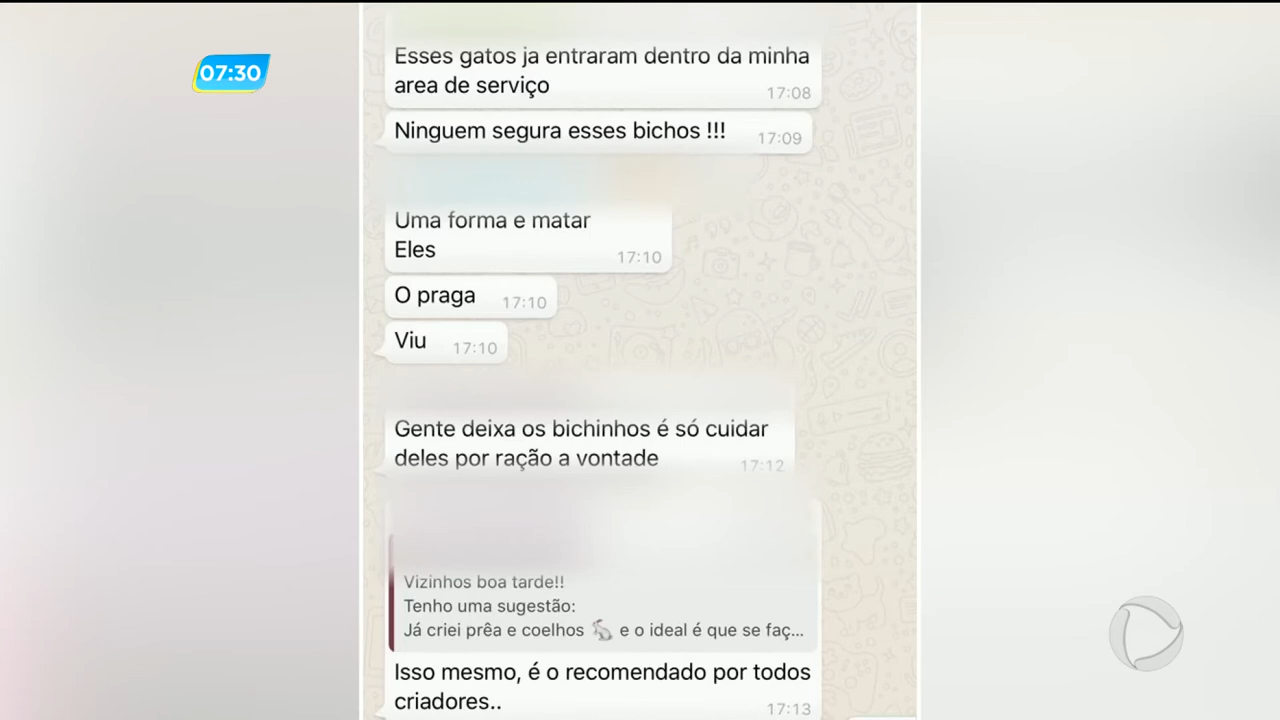 07:30
Esses gatos ja entraram dentro da minha
area de serviço
17:08
Ninguem segura esses bichos !!!
17:09
Uma forma e matar
Eles
17:10
O praga
17:10
Viu
17:10
Gente deixa os bichinhos é só cuidar
deles por ração a vontade
17:12
Vizinhos boa tarde!!
Tenho uma sugestão:
Já criei prêa e coelhos 🐇 e o ideal é que se faç...
Isso mesmo, é o recomendado por todos
criadores..
17:13